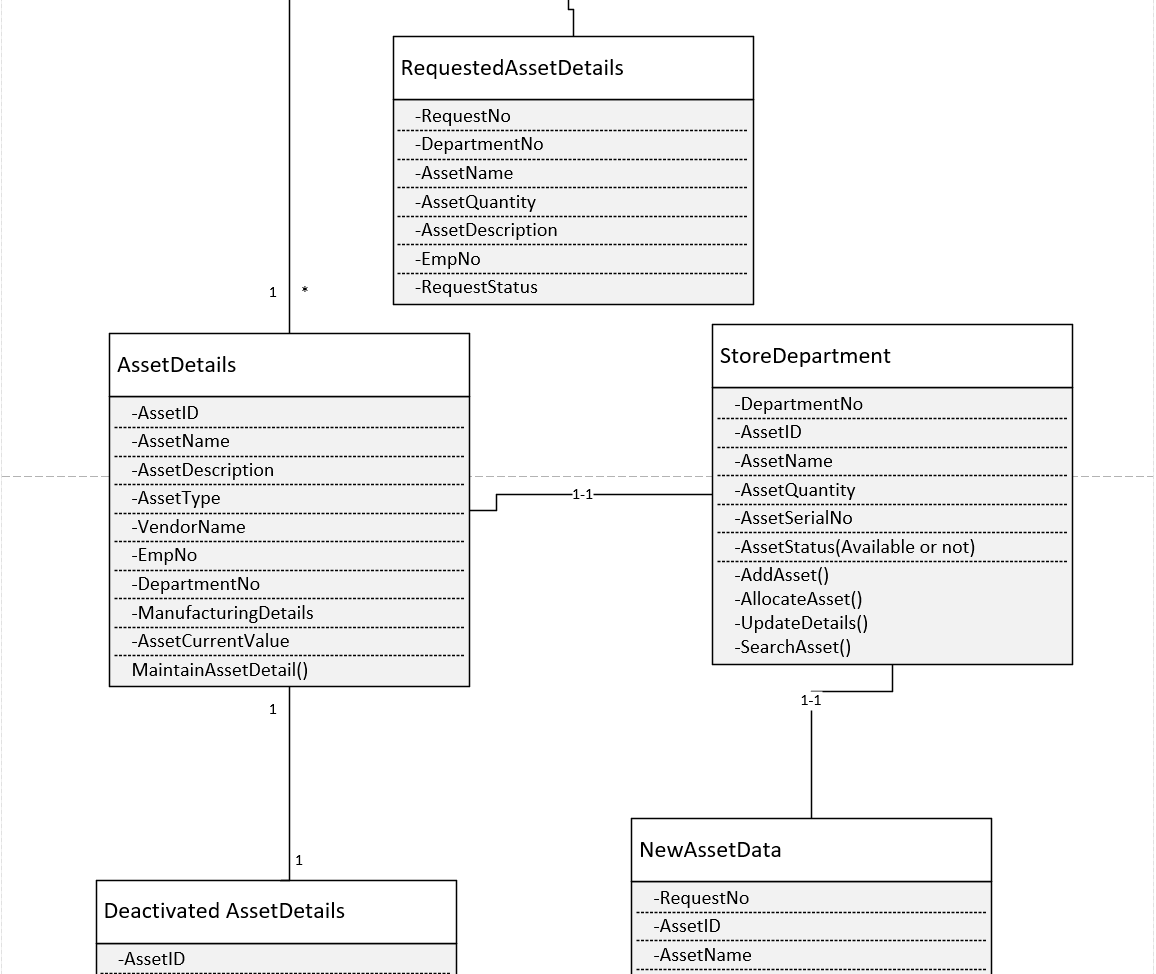 RequestedAssetDetails
-RequestNo
-DepartmentNo
-AssetName
-AssetQuantity
-AssetDescription
-EmpNo
-RequestStatus
1
*
AssetDetails
-AssetID
-AssetName
-AssetDescription
-AssetType
-VendorName
-EmpNo
-DepartmentNo
-ManufacturingDetails
-AssetCurrentValue
MaintainAssetDetail()
1-1
StoreDepartment
-DepartmentNo
-AssetID
-AssetName
-AssetQuantity
-AssetSerialNo
-AssetStatus(Available or not)
-AddAsset()
-AllocateAsset()
-UpdateDetails()
-SearchAsset()
1
1
1-1
Deactivated AssetDetails
-AssetID
NewAssetData
-RequestNo
-AssetID
-AssetName